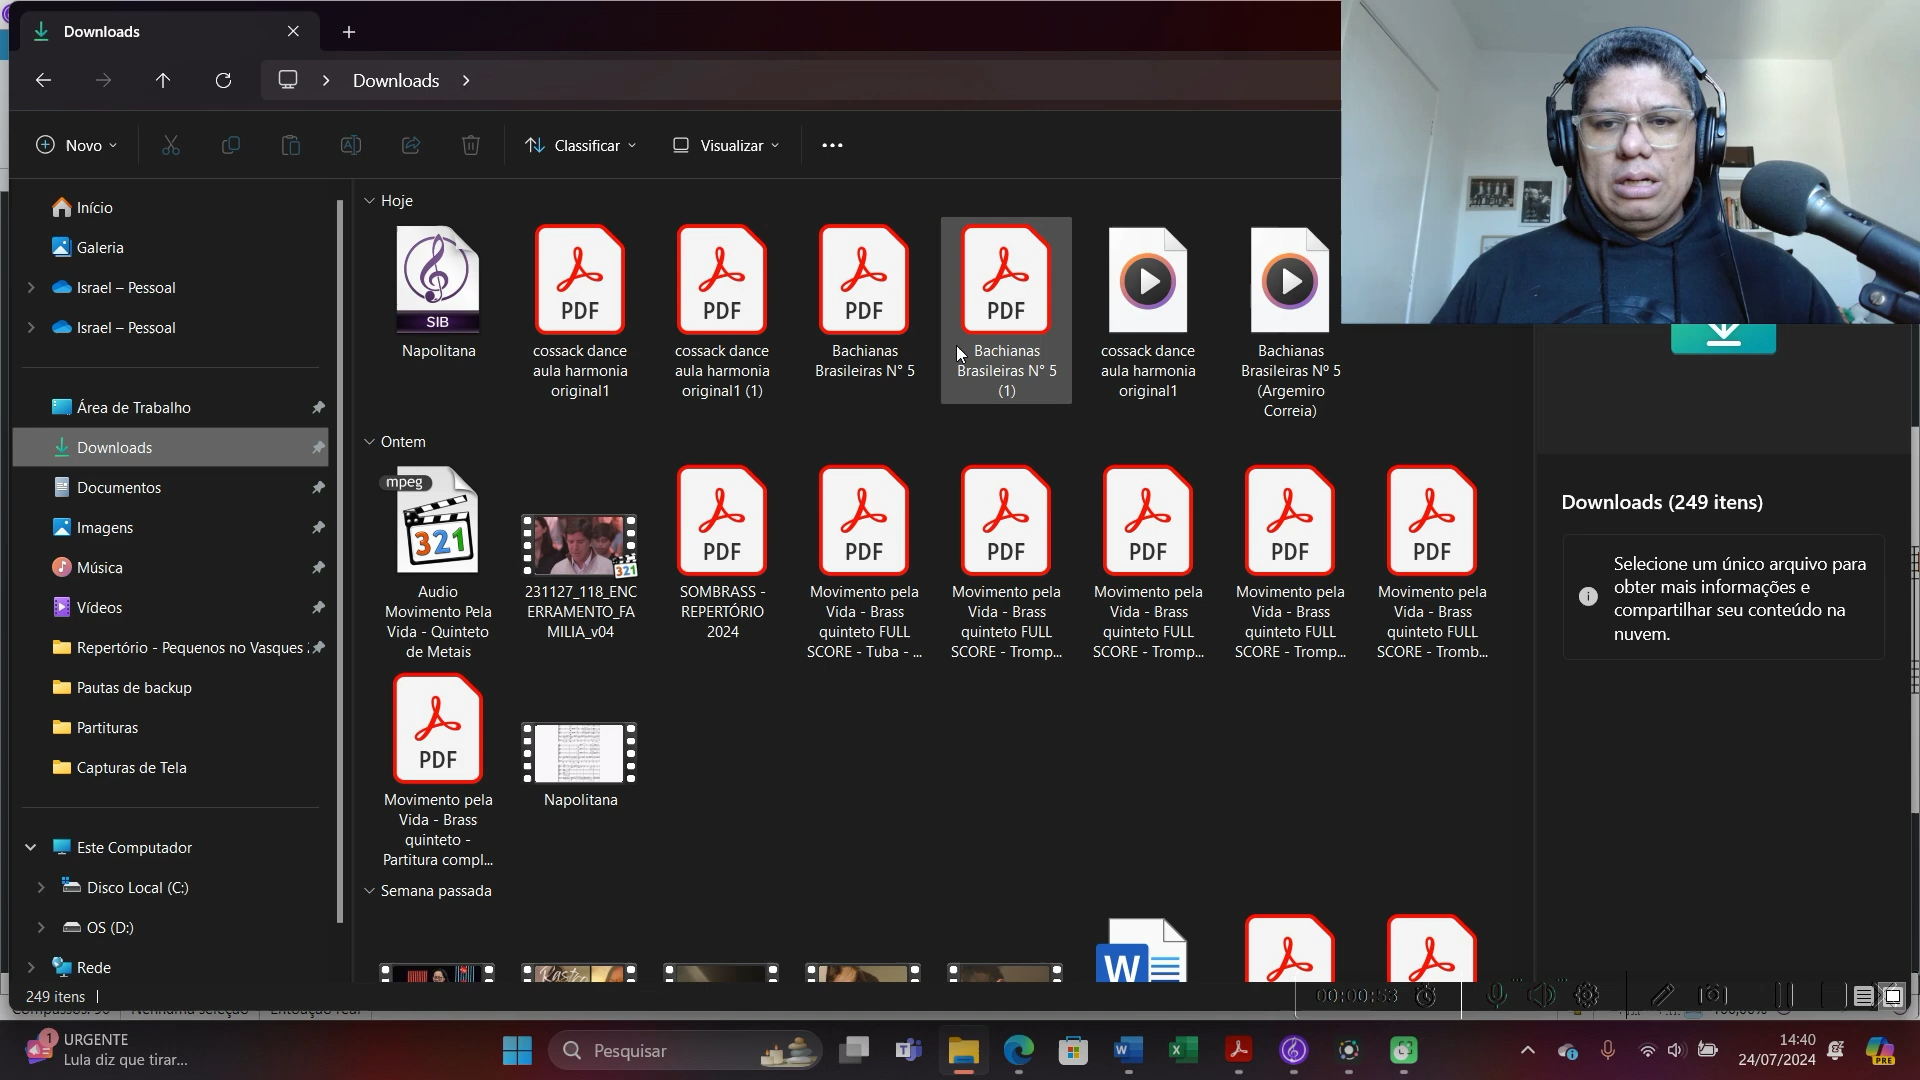 Downloads
Downloads
Novo
Classificar
Visualizar
Início
Galeria
Israel – Pessoal
Israel – Pessoal
Área de Trabalho
Downloads
Documentos
Imagens
Música
Vídeos
Repertório - Pequenos no Vasques
Pautas de backup
Partituras
Capturas de Tela
Este Computador
Disco Local (C:)
OS (D:)
Rede
249 itens
Hoje
SIB
Napolitana
PDF
cossack dance
aula harmonia
original1
PDF
cossack dance
aula harmonia
original1 (1)
PDF
Bachianas
Brasileiras N° 5
PDF
Bachianas
Brasileiras N° 5
(1)
cossack dance
aula harmonia
original1
Bachianas
Brasileiras Nº 5
(Argemiro
Correia)
Ontem
mpeg
321
Audio
Movimento Pela
Vida - Quinteto
de Metais
321
231127_118_ENC
ERRAMENTO_FA
MILIA_v04
PDF
SOMBRASS -
REPERTÓRIO
2024
PDF
Movimento pela
Vida - Brass
quinteto FULL
SCORE - Tuba - ...
PDF
Movimento pela
Vida - Brass
quinteto FULL
SCORE - Tromp...
PDF
Movimento pela
Vida - Brass
quinteto FULL
SCORE - Tromp...
PDF
Movimento pela
Vida - Brass
quinteto FULL
SCORE - Tromp...
PDF
Movimento pela
Vida - Brass
quinteto FULL
SCORE - Tromb...
PDF
Movimento pela
Vida - Brass
quinteto -
Partitura compl...
Napolitana
Semana passada
W
Downloads (249 itens)
Selecione um único arquivo para
obter mais informações e
compartilhar seu conteúdo na
nuvem.
00:00:53
1
URGENTE
Lula diz que tirar...
Pesquisar
14:40
24/07/2024
PRE